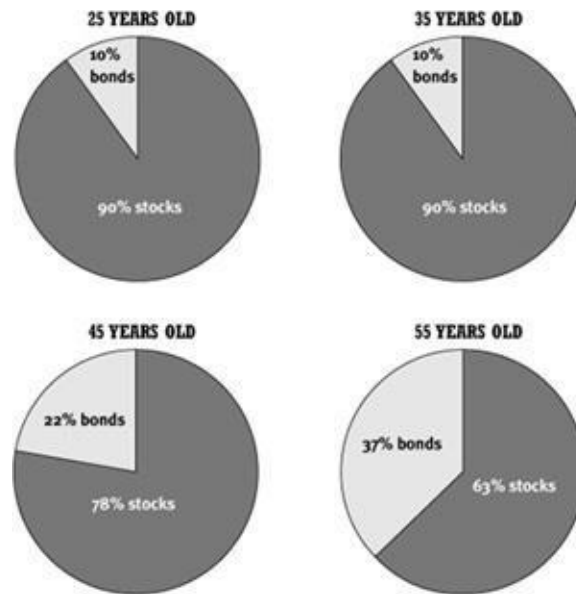 25 YEARS OLD
10%
bonds
90% stocks
35 YEARS OLD
10%
bonds
90% stocks
45 YEARS OLD
22% bonds
78% stocks
55 YEARS OLD
37% bonds
63% stocks